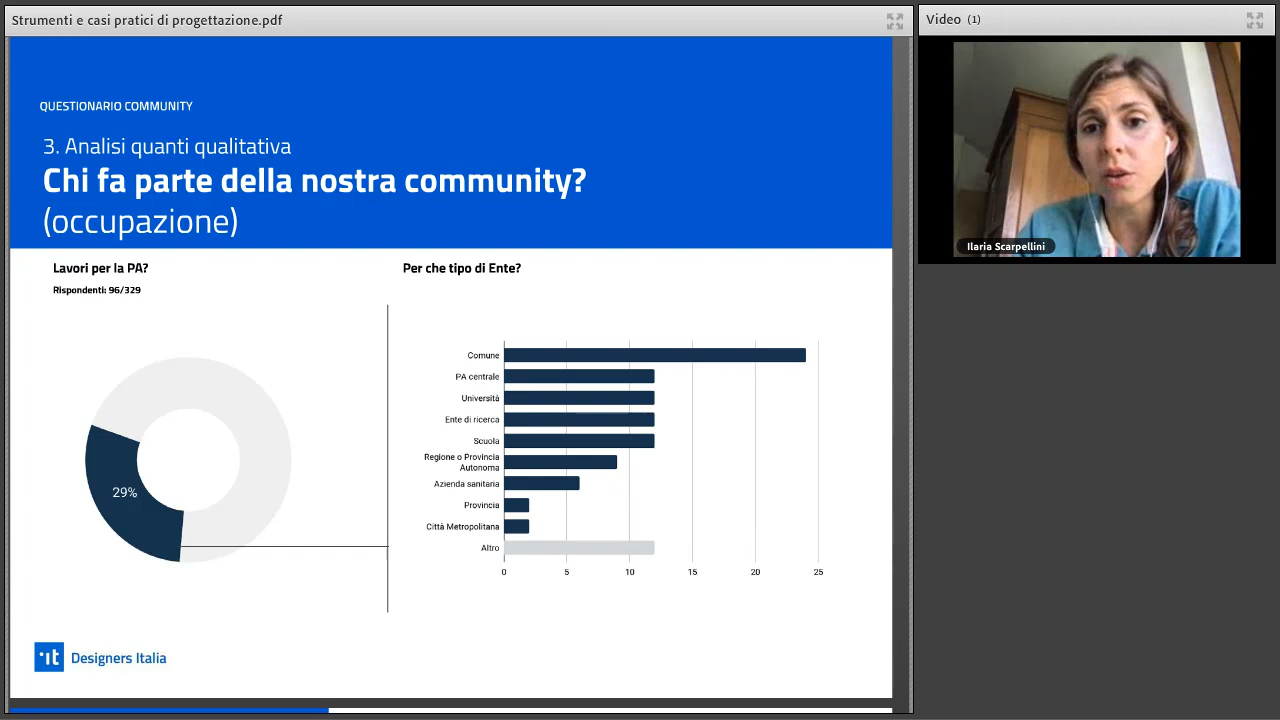 Strumenti e casi pratici di progettazione.pdf
Video (1)
QUESTIONARIO COMMUNITY
3. Analisi quanti qualitativa
Chi fa parte della nostra community?
(occupazione)
Ilaria Scarpellini
Lavori per la PA?
Rispondenti: 96/329
29%
Per che tipo di Ente?
Comune
PA centrale
Università
Ente di ricerca
Scuola
Regione o Provincia
Autonoma
Azienda sanitaria
Provincia
Città Metropolitana
Altro
0 5 10 15 20 25
·ıt Designers Italia